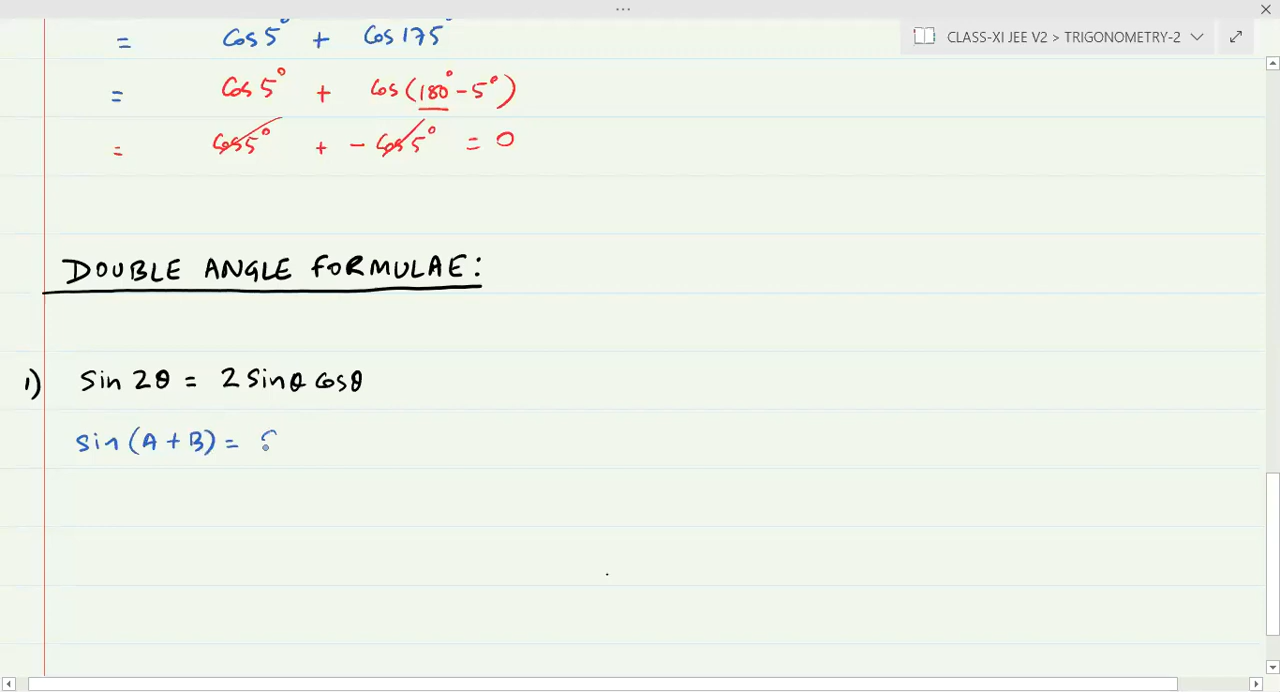 CLASS-XI JEE V2 > TRIGONOMETRY-2
= Cos 5° + Cos 175°
= Cos 5° + Cos (180° - 5°)
= Cos 5° + - Cos 5° = 0
DOUBLE ANGLE FORMULAE:
1) Sin 2θ = 2 Sinθ Cosθ
Sin (A + B) =